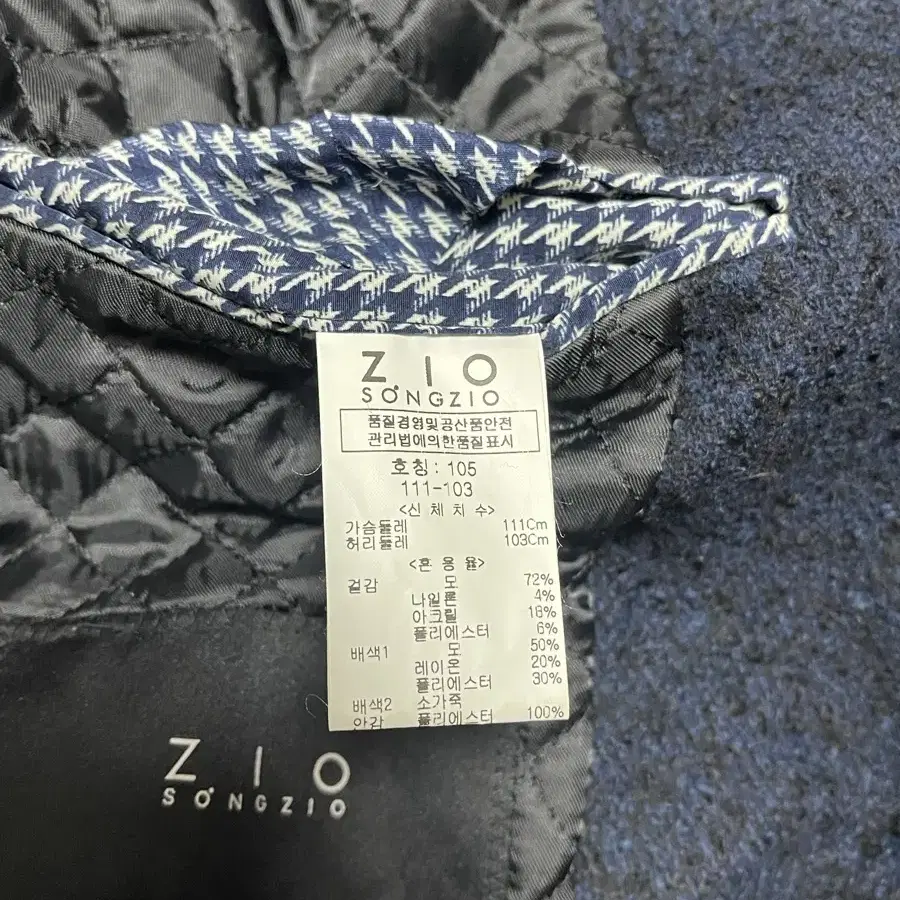 ZIO
SONGZIO
품질경영및공산품안전
관리법에의한품질표시
호칭: 105
111-103
<신체치수>
가슴둘레 111Cm
허리둘레 103Cm
<혼용율>
겉감 모 72%
나일론 4%
아크릴 18%
폴리에스터 6%
배색1 모 50%
레이온 20%
폴리에스터 30%
배색2 소가죽
안감 폴리에스터 100%
ZIO
SONGZIO